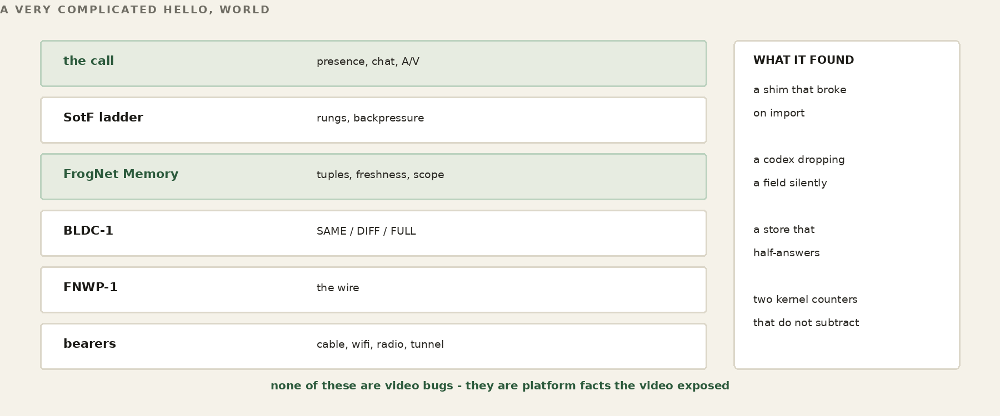 A VERY COMPLICATED HELLO, WORLD
the call
presence, chat, A/V
SotF ladder
rungs, backpressure
FrogNet Memory
tuples, freshness, scope
BLDC-1
SAME / DIFF / FULL
FNWP-1
the wire
bearers
cable, wifi, radio, tunnel
WHAT IT FOUND
a shim that broke
on import
a codex dropping
a field silently
a store that
half-answers
two kernel counters
that do not subtract
none of these are video bugs - they are platform facts the video exposed